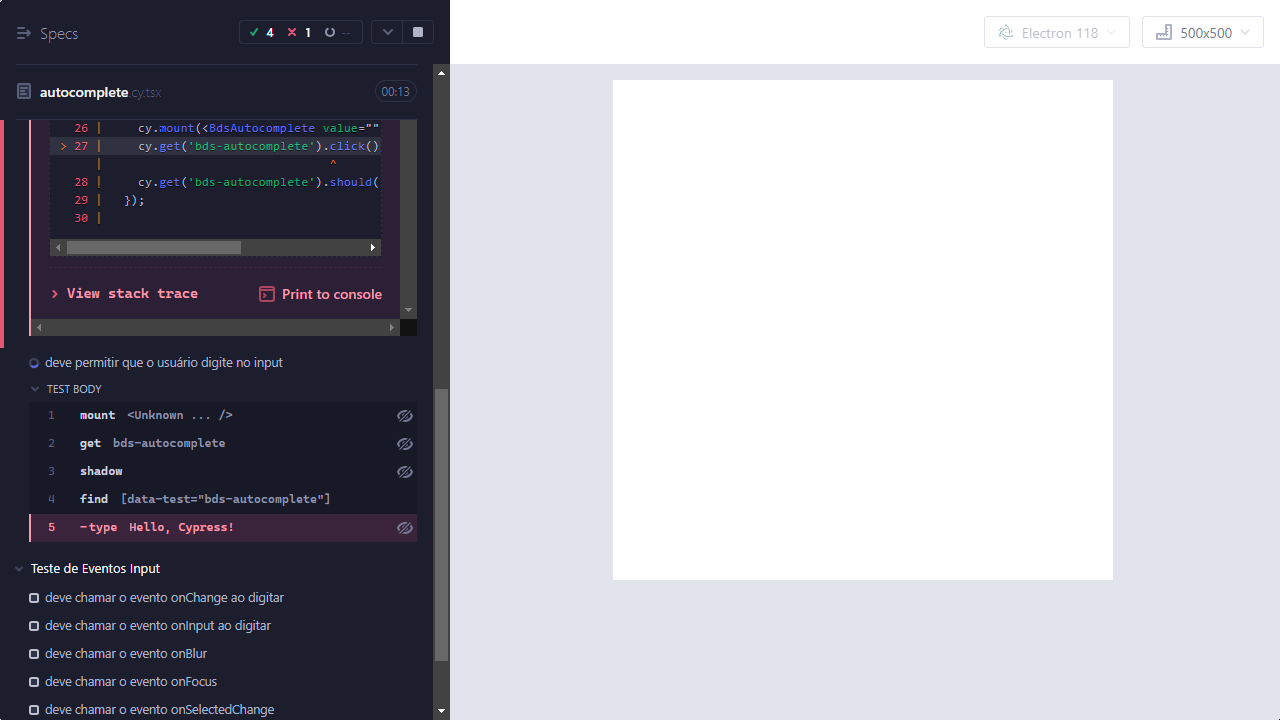 Specs
4
1
--
Electron 118
500x500
autocomplete.cy.tsx
00:13
26 | cy.mount(<BdsAutocomplete value=""
> 27 | cy.get('bds-autocomplete').click()
| ^
28 | cy.get('bds-autocomplete').should(
29 | });
30 |
View stack trace
Print to console
deve permitir que o usuário digite no input
TEST BODY
1 mount <Unknown ... />
2 get bds-autocomplete
3 shadow
4 find [data-test="bds-autocomplete"]
5 -type Hello, Cypress!
Teste de Eventos Input
deve chamar o evento onChange ao digitar
deve chamar o evento onInput ao digitar
deve chamar o evento onBlur
deve chamar o evento onFocus
deve chamar o evento onSelectedChange